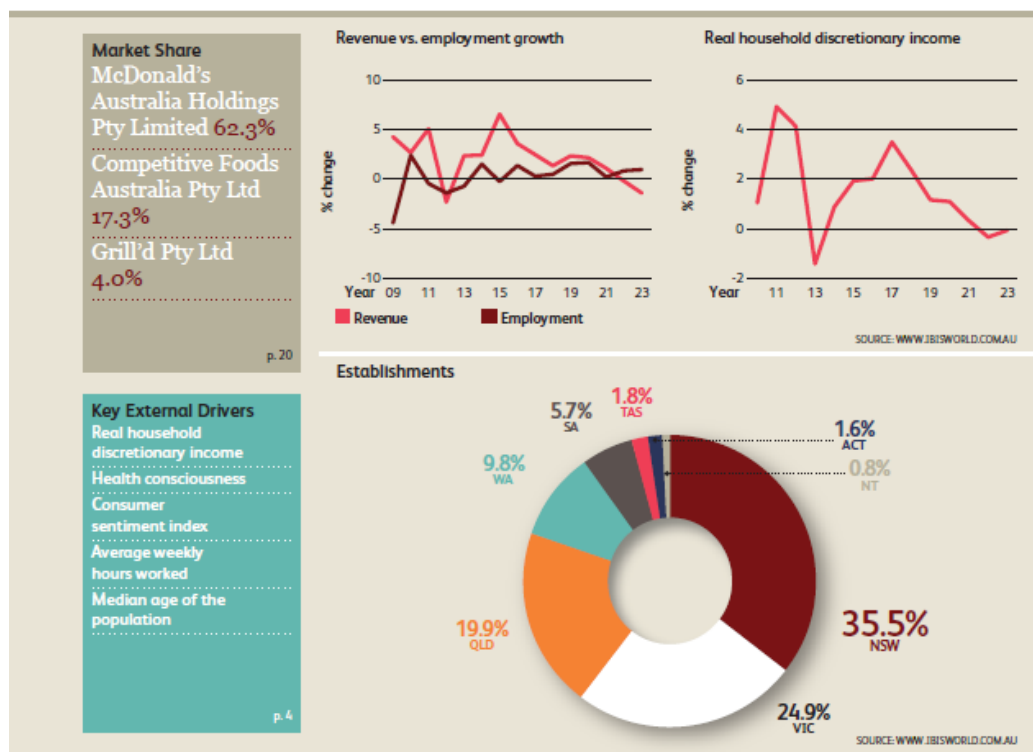 Market Share
McDonald's
Australia Holdings
Pty Limited 62.3%
Competitive Foods
Australia Pty Ltd
17.3%
Grill'd Pty Ltd
4.0%
p. 20
Key External Drivers
Real household
discretionary income
Health consciousness
Consumer
sentiment index
Average weekly
hours worked
Median age of the
population
p. 4
Revenue vs. employment growth
% change
10
5
0
-5
-10
Year 09 11 13 15 17 19 21 23
Revenue Employment
Real household discretionary income
% change
6
4
2
0
-2
Year 11 13 15 17 19 21 23
SOURCE: WWW.IBISWORLD.COM.AU
Establishments
1.8%
TAS
5.7%
SA
9.8%
WA
19.9%
QLD
1.6%
ACT
0.8%
NT
35.5%
NSW
24.9%
VIC
SOURCE: WWW.IBISWORLD.COM.AU